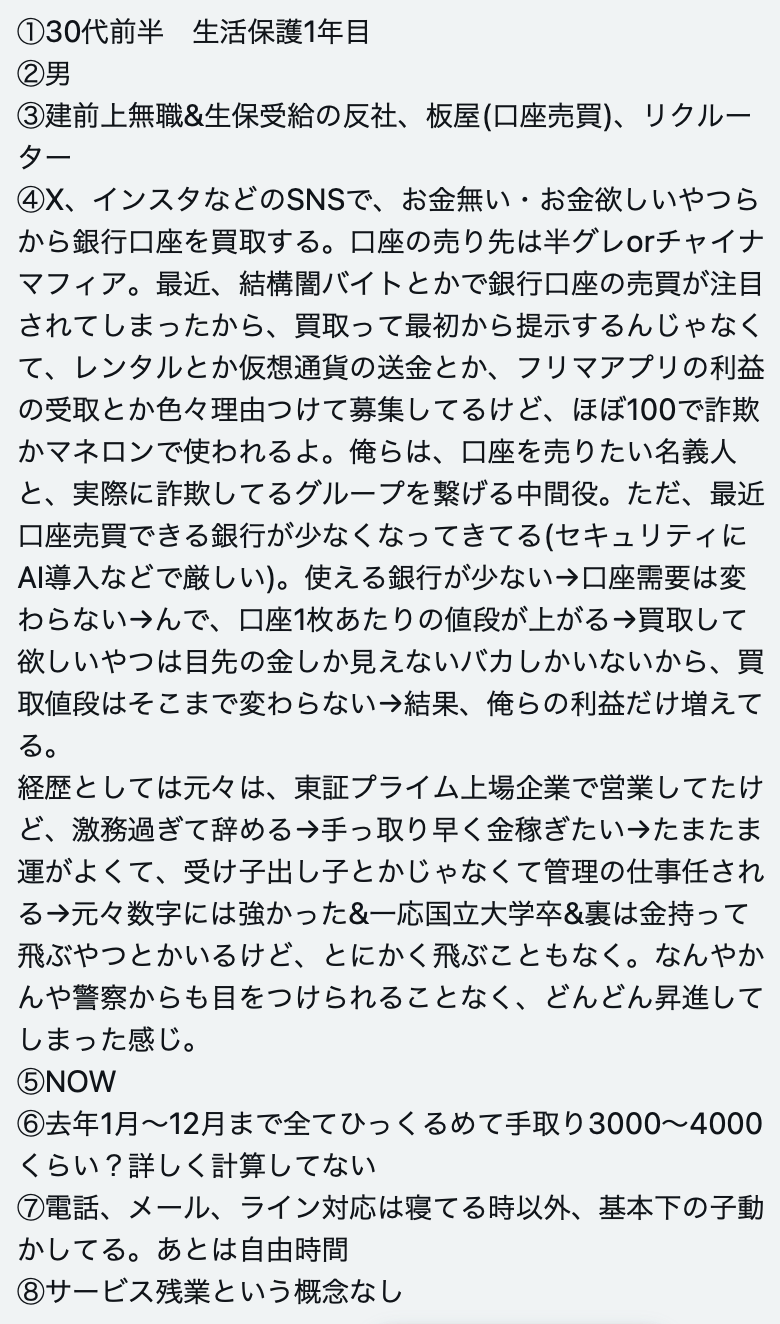 ①30代前半　生活保護1年目
②男
③建前上無職&生保受給の反社、板屋(口座売買)、リクルー
ター
④X、インスタなどのSNSで、お金無い・お金欲しいやつら
から銀行口座を買取する。口座の売り先は半グレorチャイナ
マフィア。最近、結構闇バイトとかで銀行口座の売買が注目
されてしまったから、買取って最初から提示するんじゃなく
て、レンタルとか仮想通貨の送金とか、フリマアプリの利益
の受取とか色々理由つけて募集してるけど、ほぼ100で詐欺
かマネロンで使われるよ。俺らは、口座を売りたい名義人
と、実際に詐欺してるグループを繋げる中間役。ただ、最近
口座売買できる銀行が少なくなってきてる(セキュリティに
AI導入などで厳しい)。使える銀行が少ない→口座需要は変
わらない→んで、口座1枚あたりの値段が上がる→買取して
欲しいやつは目先の金しか見えないバカしかいないから、買
取値段はそこまで変わらない→結果、俺らの利益だけ増えて
る。
経歴としては元々は、東証プライム上場企業で営業してたけ
ど、激務過ぎて辞める→手っ取り早く金稼ぎたい→たまたま
運がよくて、受け子出し子とかじゃなくて管理の仕事任され
る→元々数字には強かった&一応国立大学卒&裏は金持って
飛ぶやつとかいるけど、とにかく飛ぶこともなく。なんやか
んや警察からも目をつけられることなく、どんどん昇進して
しまった感じ。
⑤NOW
⑥去年1月〜12月まで全てひっくるめて手取り3000〜4000
くらい？詳しく計算してない
⑦電話、メール、ライン対応は寝てる時以外、基本下の子動
かしてる。あとは自由時間
⑧サービス残業という概念なし